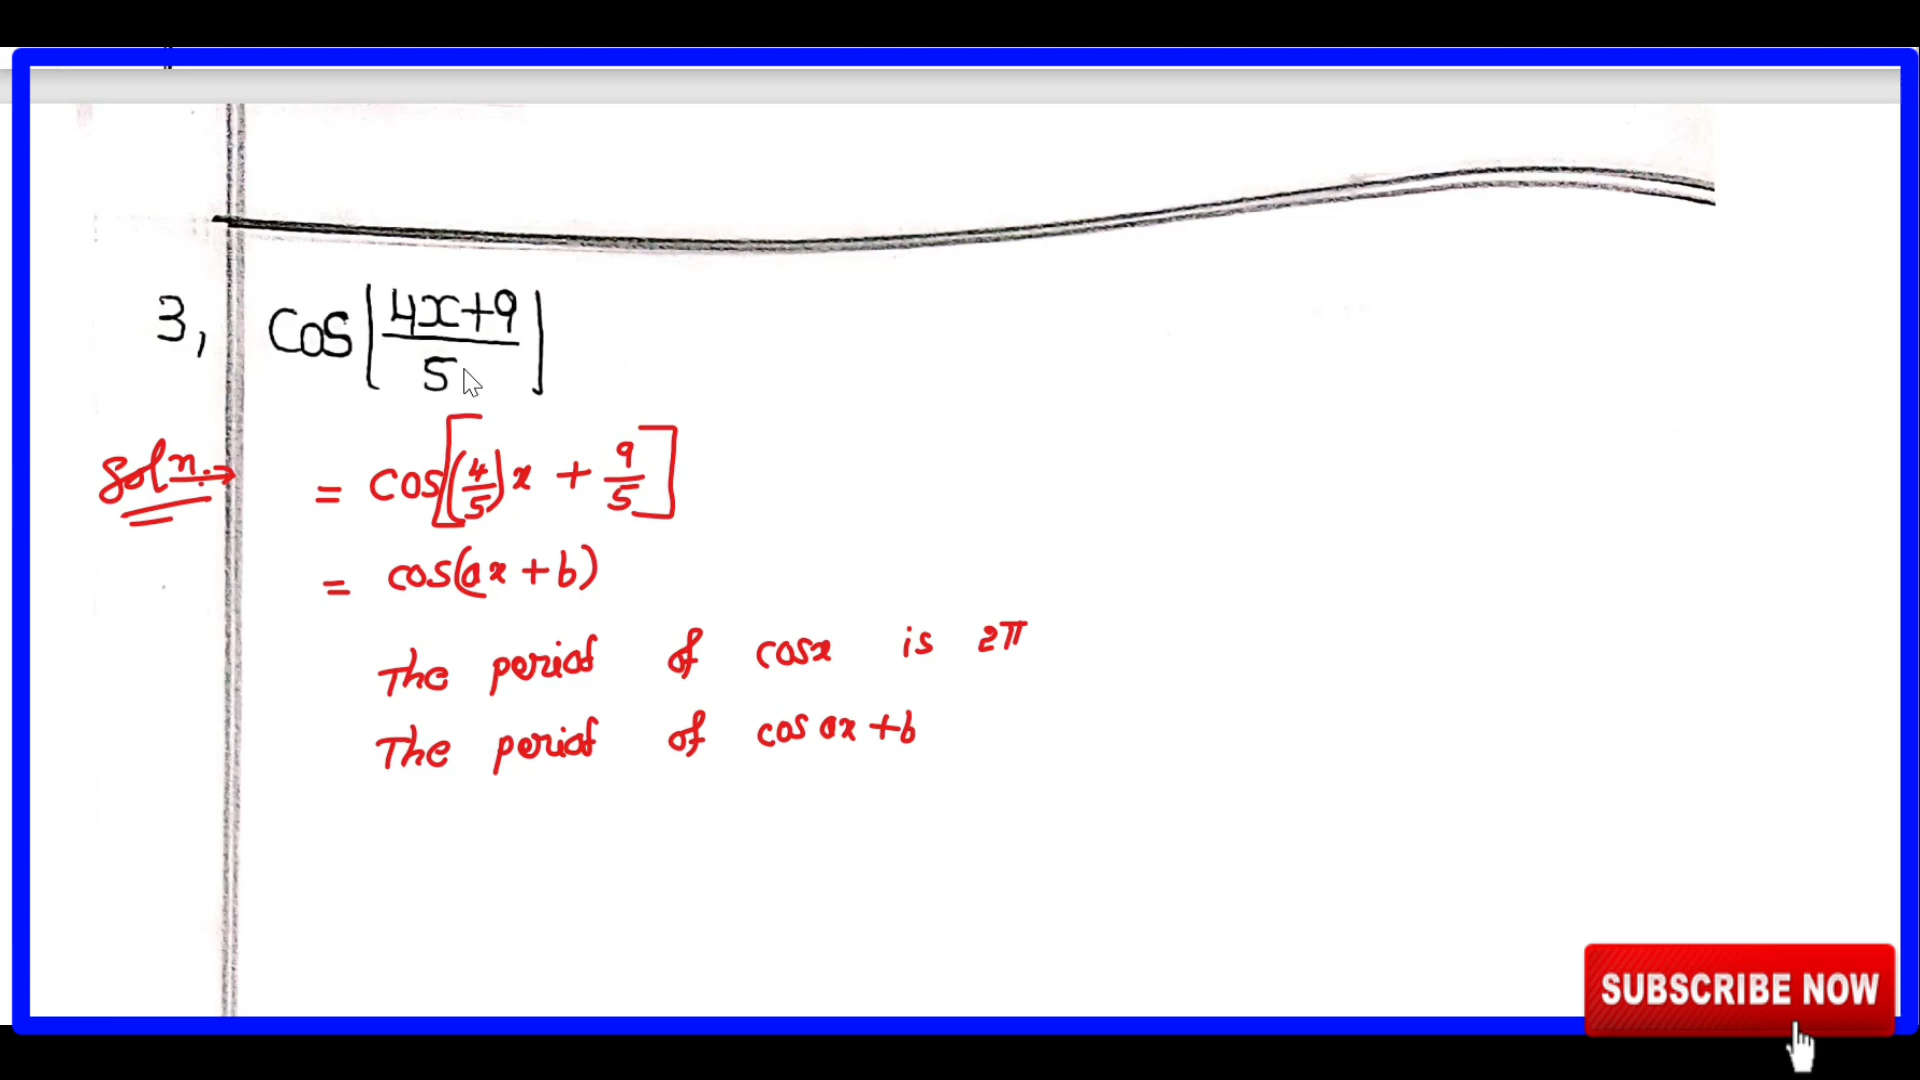 3, Cos[4x+9/5]
Soln. →
= cos[(4/5)x + 9/5]
= cos(ax + b)
The period of cosx is 2π
The period of cos ax + b
SUBSCRIBE NOW